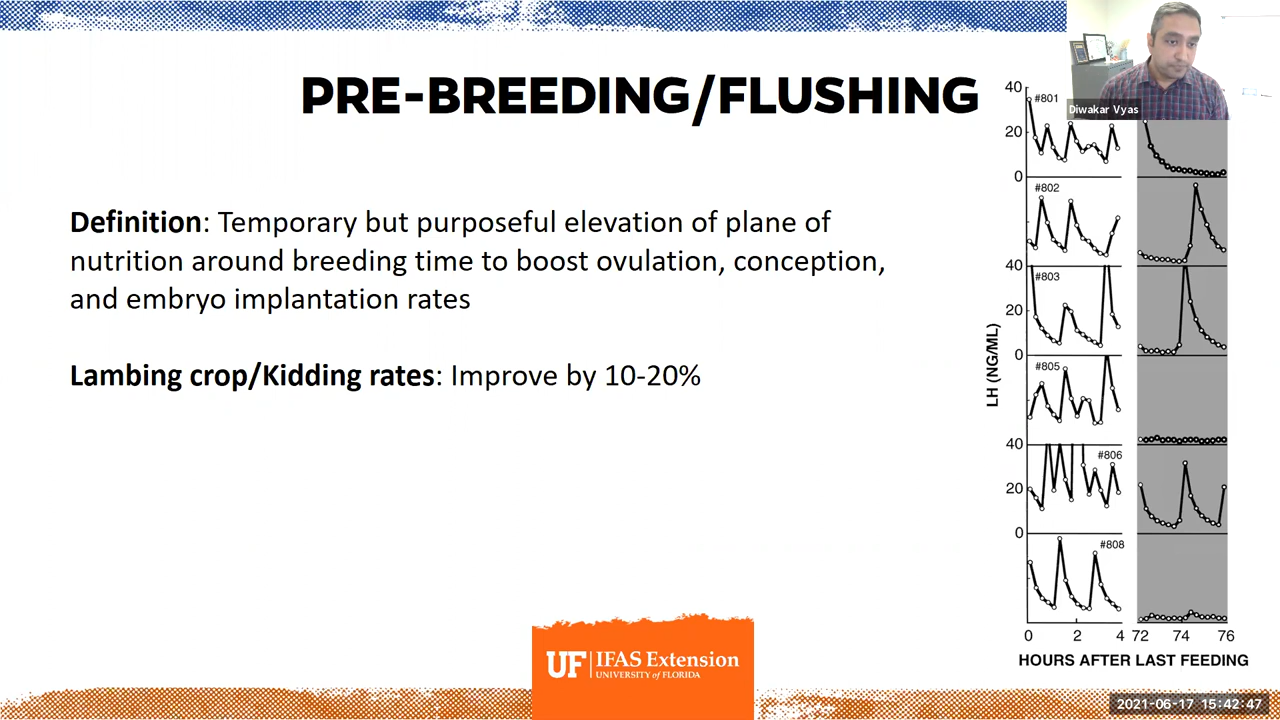 PRE-BREEDING/FLUSHING
Definition: Temporary but purposeful elevation of plane of
nutrition around breeding time to boost ovulation, conception,
and embryo implantation rates
Lambing crop/Kidding rates: Improve by 10-20%
Diwakar Vyas
40
#801
20
0
#802
40
#803
20
0
LH (NG/ML)
#805
40
#806
20
0
#808
0 2 4 72 74 76
HOURS AFTER LAST FEEDING
UF IFAS Extension
UNIVERSITY of FLORIDA
2021-06-17 15:42:47